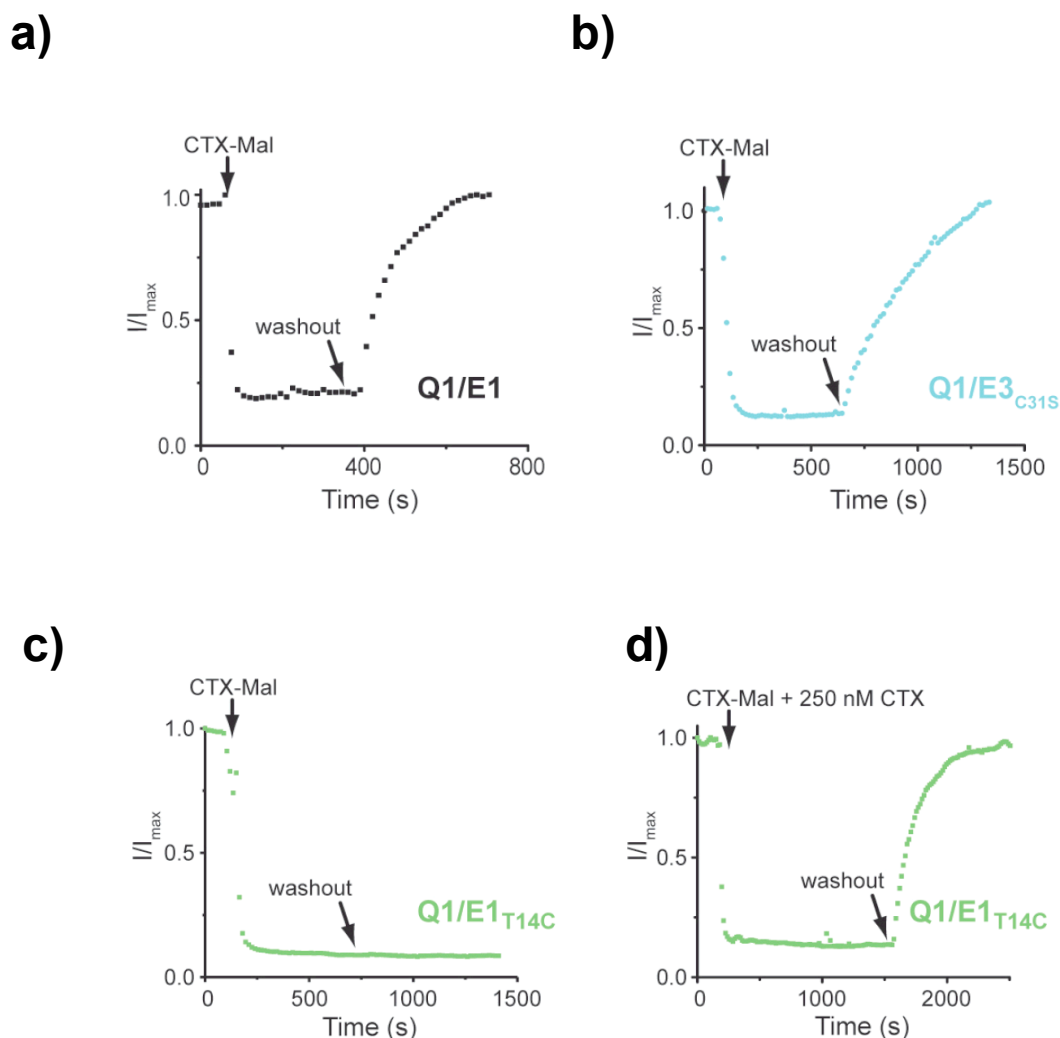 a)
CTX-Mal
1.0
0.5
0.0
I/Imax
washout
Q1/E1
0
400
800
Time (s)
b)
CTX-Mal
1.0
0.5
0.0
I/Imax
washout
Q1/E3C31S
0
500
1000
1500
Time (s)
c)
CTX-Mal
1.0
0.5
0.0
I/Imax
washout
Q1/E1T14C
0
500
1000
1500
Time (s)
d)
CTX-Mal + 250 nM CTX
1.0
0.5
0.0
I/Imax
washout
Q1/E1T14C
0
1000
2000
Time (s)